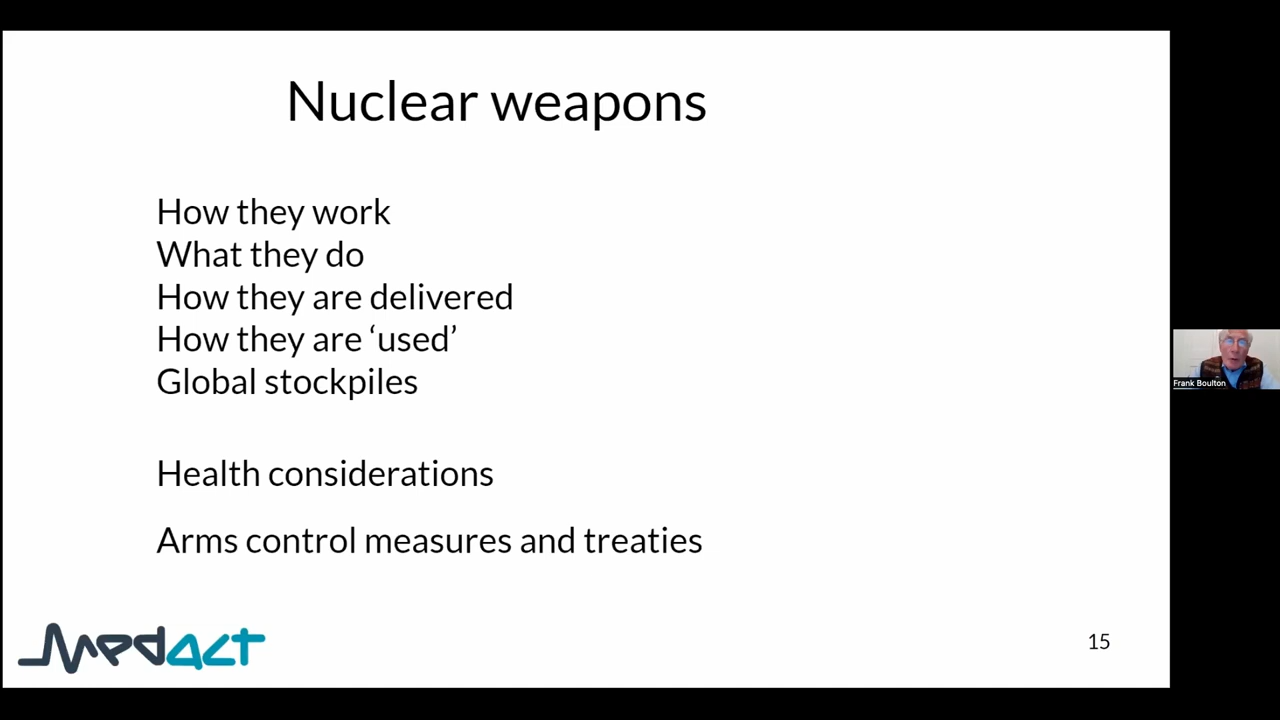 Nuclear weapons
How they work
What they do
How they are delivered
How they are ‘used’
Global stockpiles
Health considerations
Arms control measures and treaties
medact
15
Frank Boulton